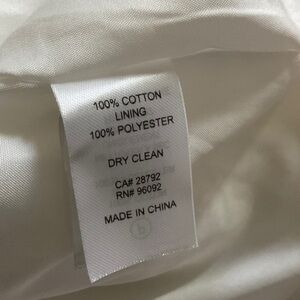 100% COTTON
LINING
100% POLYESTER
DRY CLEAN
CA# 28792
RN# 96092
MADE IN CHINA